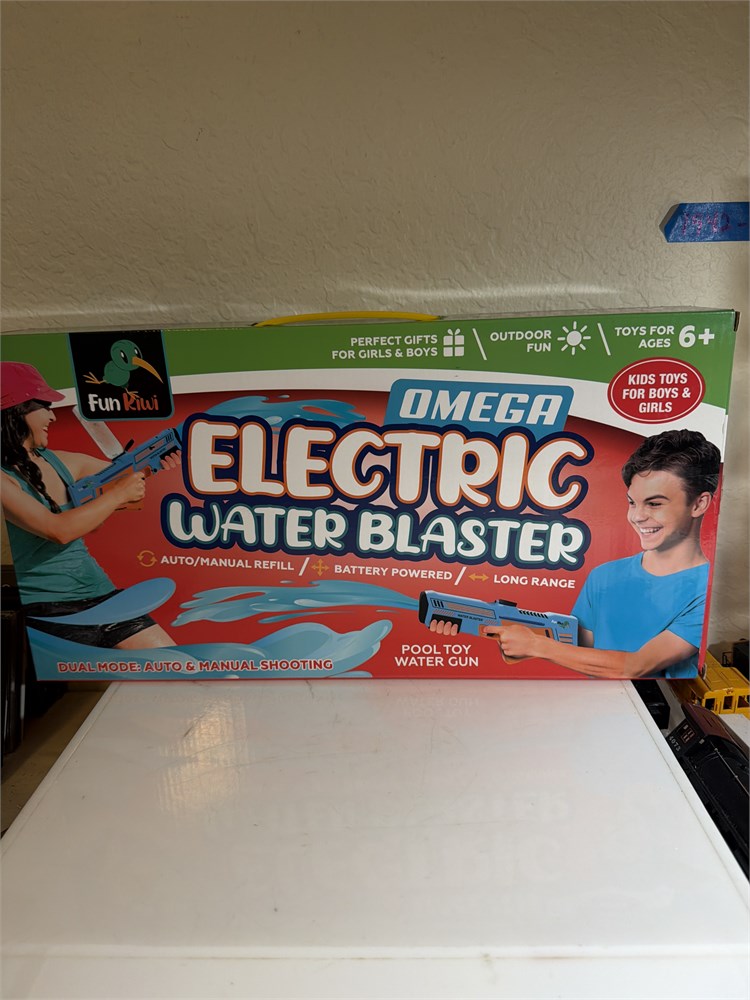 PERFECT GIFTS
FOR GIRLS & BOYS
OUTDOOR
FUN
TOYS FOR
AGES 6+
Fun Kiwi
KIDS TOYS
FOR BOYS &
GIRLS
OMEGA
ELECTRIC
WATER BLASTER
AUTO/MANUAL REFILL / BATTERY POWERED / LONG RANGE
WATER BLASTER
POOL TOY
WATER GUN
DUAL MODE: AUTO & MANUAL SHOOTING